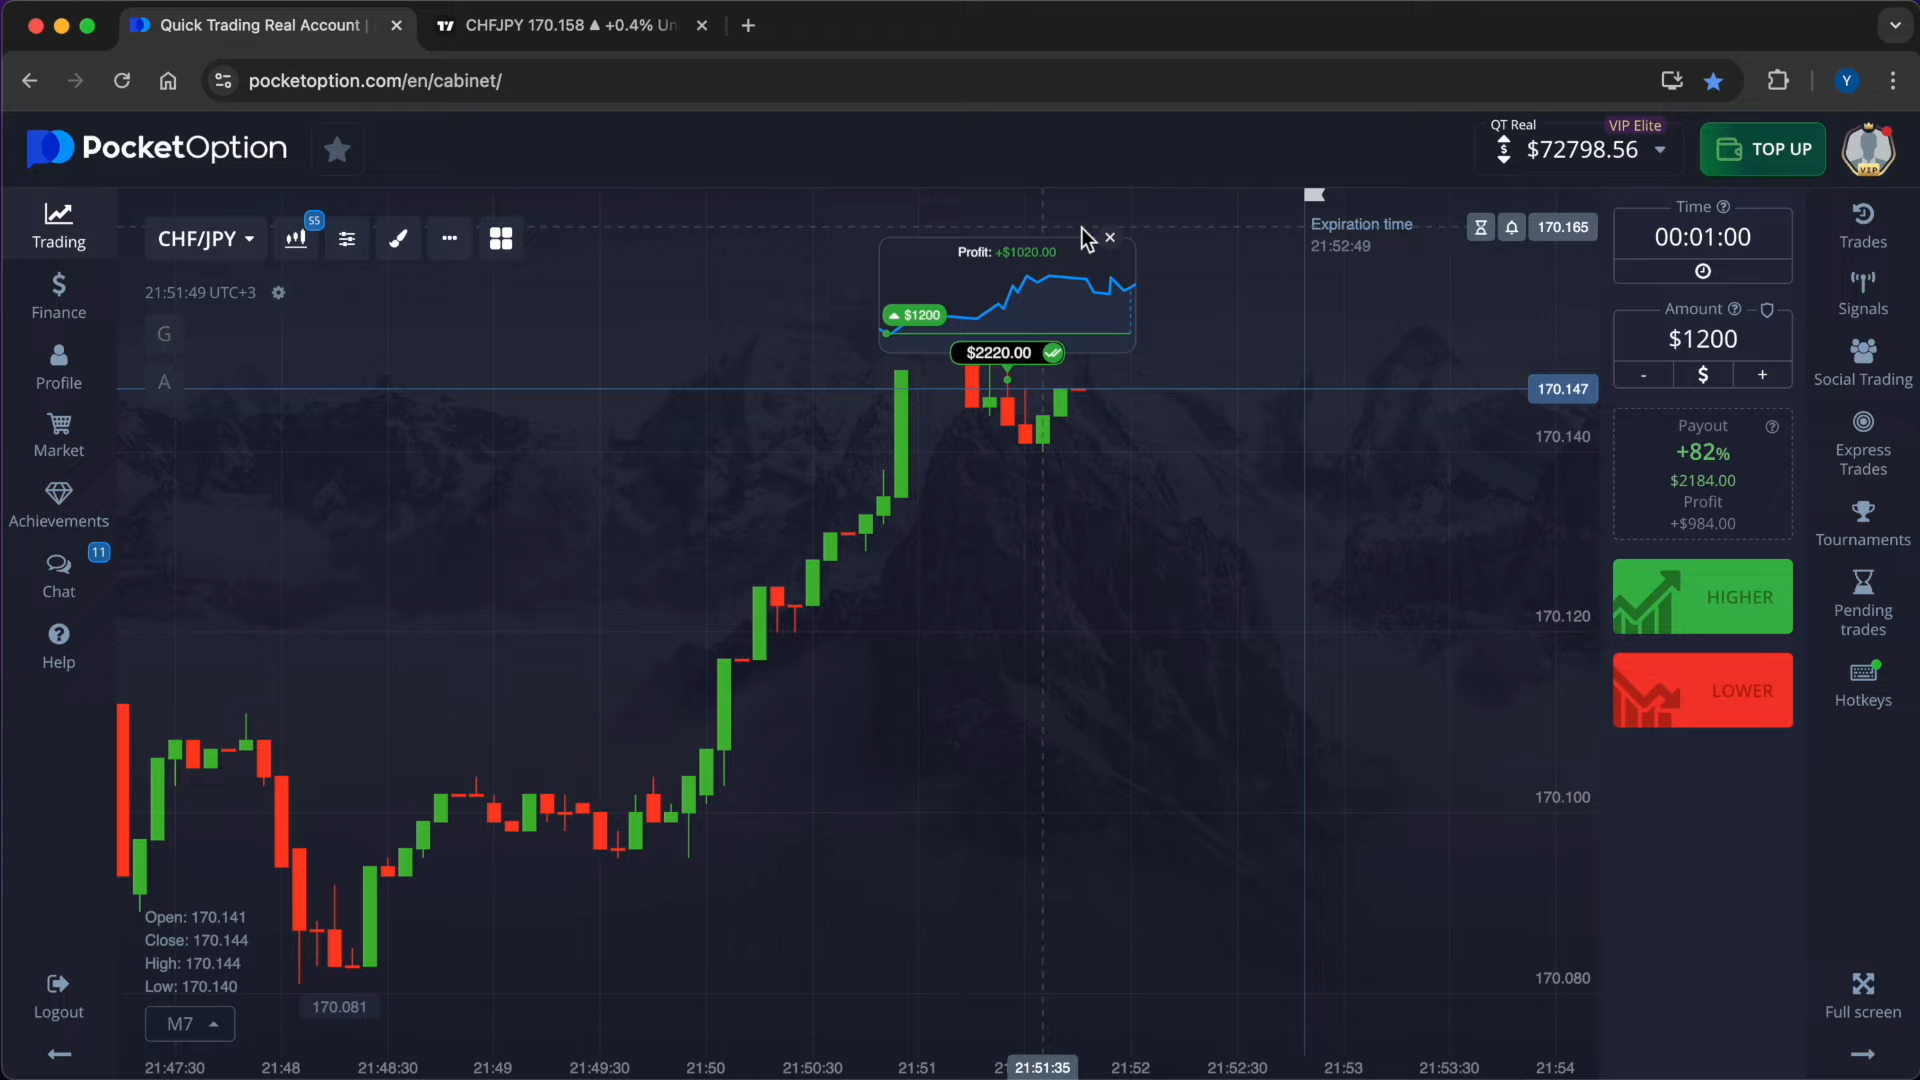 Quick Trading Real Account |
CHFJPY 170.158 ▲ +0.4% Un
pocketoption.com/en/cabinet/
Y
PocketOption
QT Real
VIP Elite
$72798.56
TOP UP
VIP
Trading
Finance
Profile
Market
Achievements
11
Chat
Help
Logout
CHF/JPY
S5
21:51:49 UTC+3
G
A
Profit: +$1020.00
$1200
$2220.00
Expiration time
21:52:49
170.165
170.147
170.140
170.120
170.100
170.080
Open: 170.141
Close: 170.144
High: 170.144
Low: 170.140
170.081
M7
21:47:30
21:48
21:48:30
21:49
21:49:30
21:50
21:50:30
21:51
21:51:35
21:52
21:52:30
21:53
21:53:30
21:54
Time
00:01:00
Amount
$1200
- $ +
Payout
+82%
$2184.00
Profit
+$984.00
HIGHER
LOWER
Trades
Signals
Social Trading
Express
Trades
Tournaments
Pending
trades
Hotkeys
Full screen